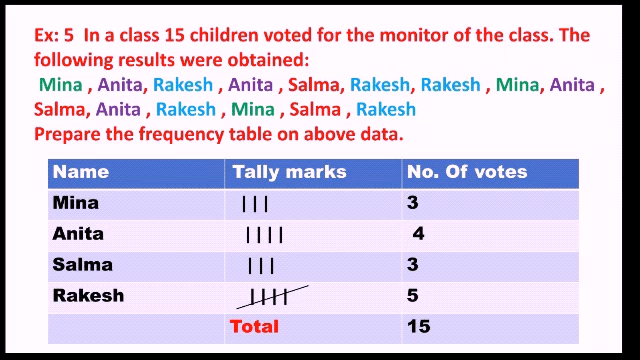 Ex: 5 In a class 15 children voted for the monitor of the class. The
following results were obtained:
Mina , Anita, Rakesh , Anita , Salma, Rakesh, Rakesh , Mina, Anita ,
Salma, Anita , Rakesh , Mina , Salma , Rakesh
Prepare the frequency table on above data.
Name Tally marks No. Of votes
Mina ||| 3
Anita |||| 4
Salma ||| 3
Rakesh 5
Total 15